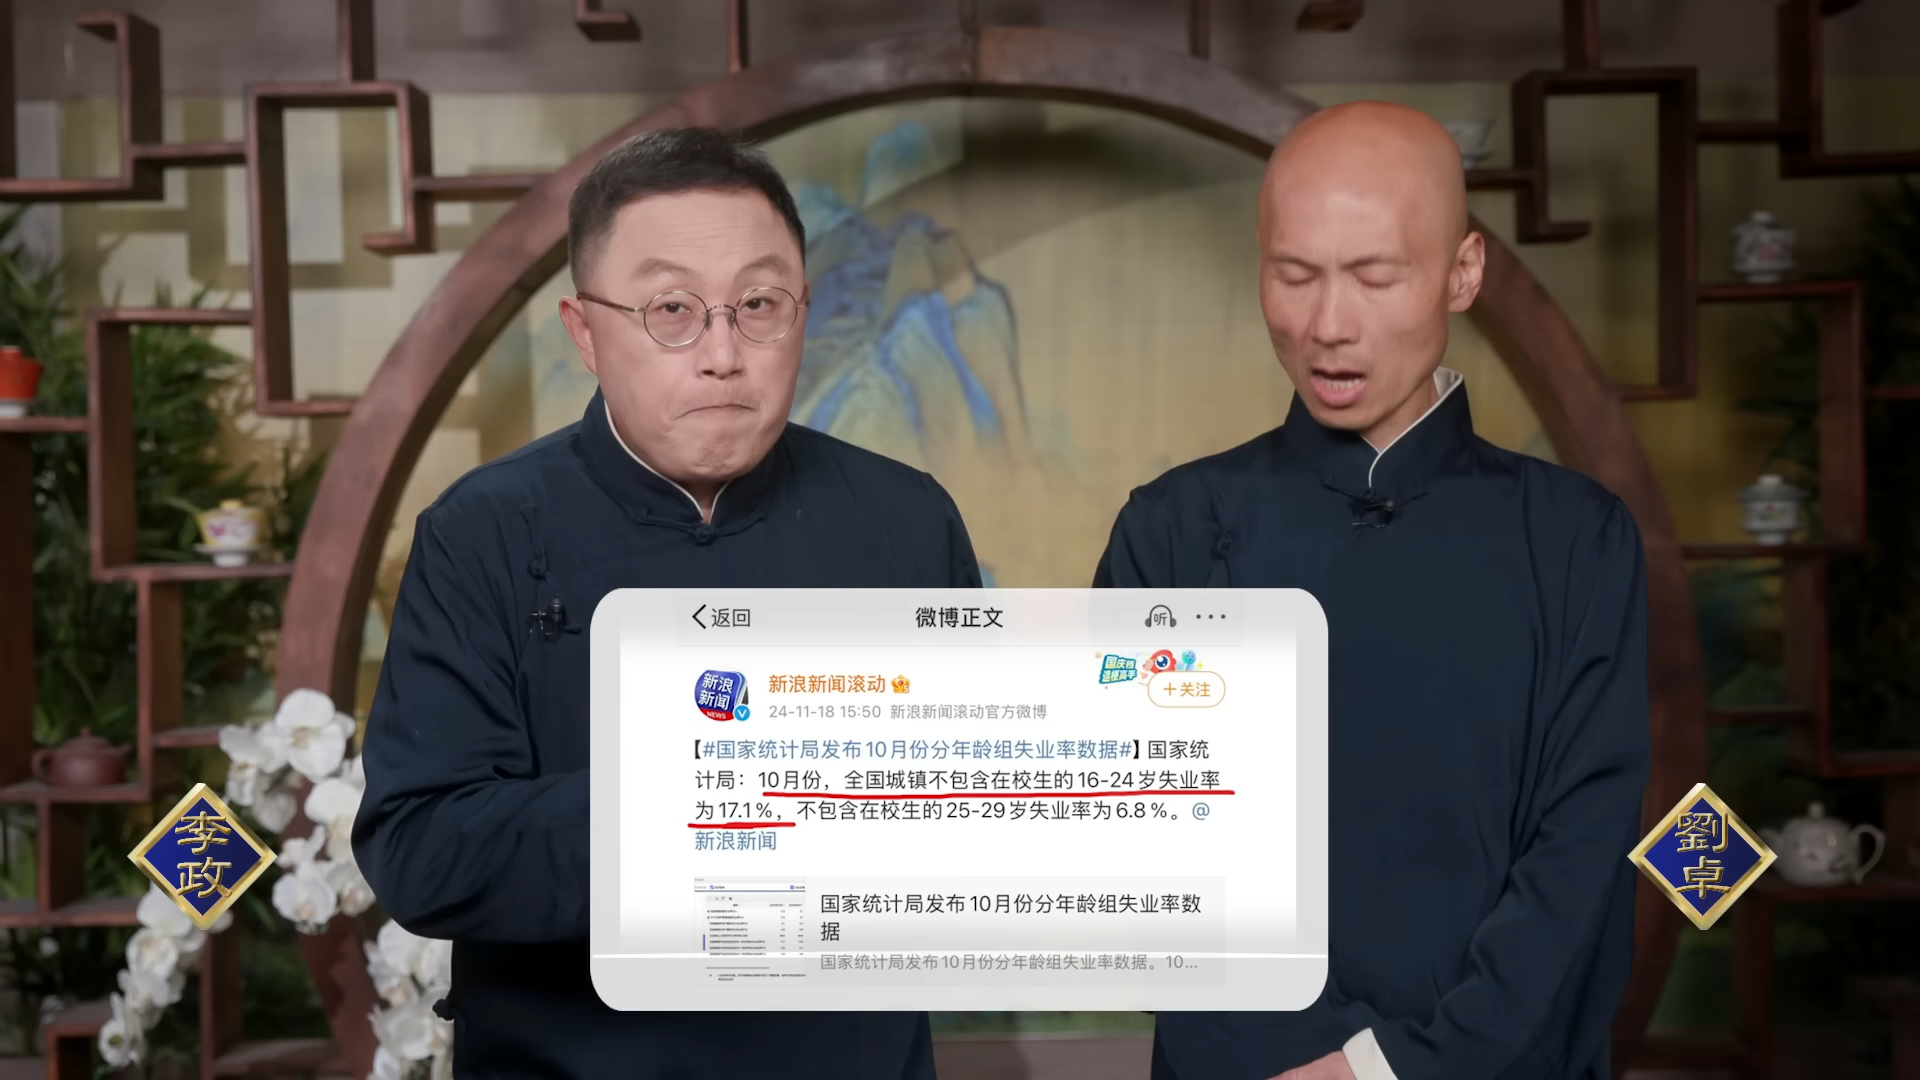 返回
微博正文
听
国庆档
造梗高手
新浪
新闻
NEWS
新浪新闻滚动
+关注
24-11-18 15:50 新浪新闻滚动官方微博
【#国家统计局发布10月份分年龄组失业率数据#】国家统
计局：10月份，全国城镇不包含在校生的16-24岁失业率
为17.1%，不包含在校生的25-29岁失业率为6.8%。@
新浪新闻
国家统计局发布10月份分年龄组失业率数
据
国家统计局发布10月份分年龄组失业率数据。10...
李政
劉卓